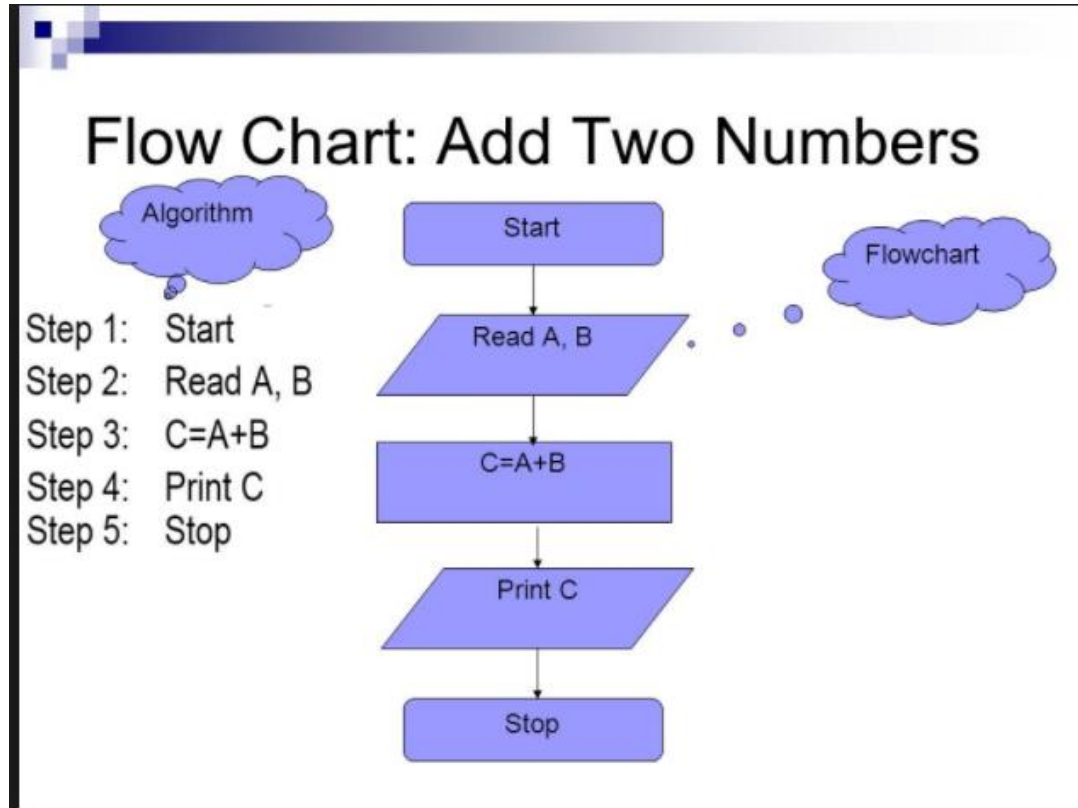 Flow Chart: Add Two Numbers
Algorithm
Step 1: Start
Step 2: Read A, B
Step 3: C=A+B
Step 4: Print C
Step 5: Stop
Start
Read A, B
C=A+B
Print C
Stop
Flowchart